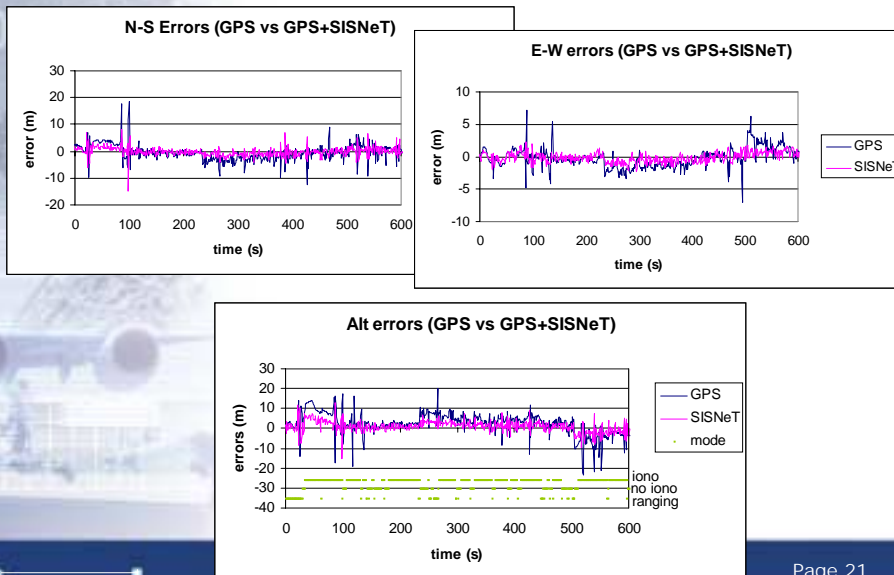 N-S Errors (GPS vs GPS+SISNeT)
30
20
10
0
-10
-20
error (m)
0 100 200 300 400 500 600
time (s)
E-W errors (GPS vs GPS+SISNeT)
10
5
0
-5
-10
error (m)
0 100 200 300 400 500 600
time (s)
GPS
SISNeT
Alt errors (GPS vs GPS+SISNeT)
30
20
10
0
-10
-20
-30
-40
errors (m)
0 100 200 300 400 500 600
time (s)
GPS
SISNeT
mode
iono
no iono
ranging
Page 21